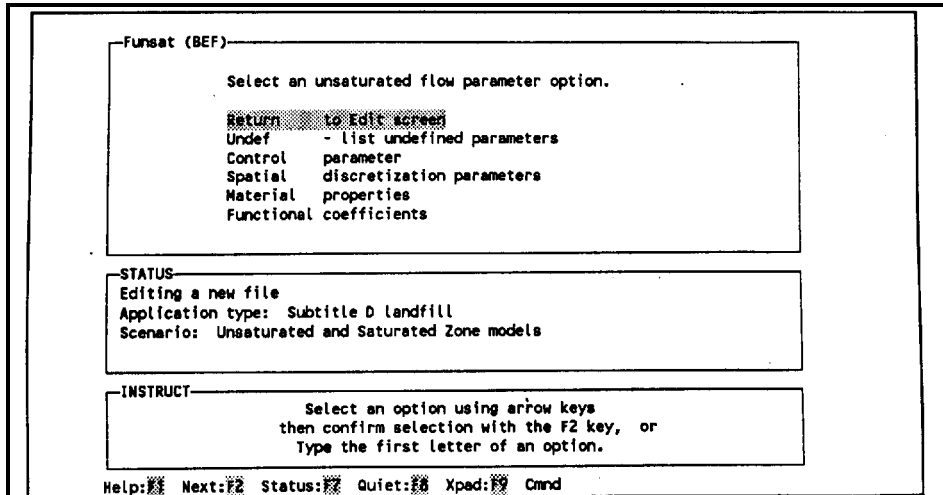 Funsat (BEF)
Select an unsaturated flow parameter option.
Return to Edit screen
Undef - list undefined parameters
Control parameter
Spatial discretization parameters
Material properties
Functional coefficients
STATUS
Editing a new file
Application type: Subtitle D landfill
Scenario: Unsaturated and Saturated Zone models
INSTRUCT
Select an option using arrow keys
then confirm selection with the F2 key, or
Type the first letter of an option.
Help:F1 Next:F2 Status:F7 Quiet:F8 Xpad:F9 Cmnd